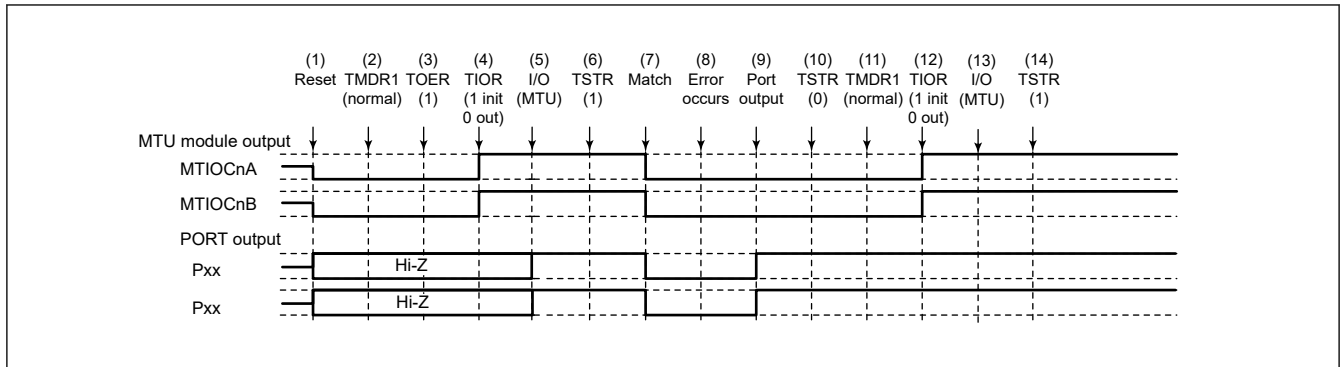 (1) (2) (3) (4) (5) (6) (7) (8) (9) (10) (11) (12) (13) (14)
Reset TMDR1 TOER TIOR I/O TSTR Match Error Port TSTR TMDR1 TIOR I/O TSTR
(normal) (1) (1 init (MTU) (1) occurs output (0) (normal) (1 init (MTU) (1)
0 out) 0 out)
MTU module output
MTIOCnA
MTIOCnB
PORT output
Pxx Hi-Z
Pxx Hi-Z